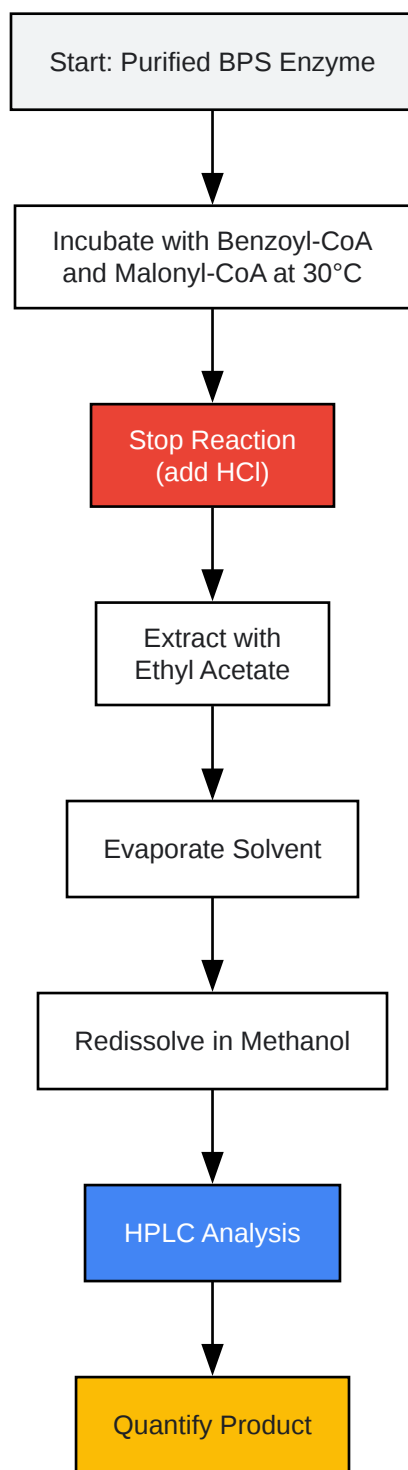 Start: Purified BPS Enzyme
Incubate with Benzoyl-CoA
and Malonyl-CoA at 30°C
Stop Reaction
(add HCl)
Extract with
Ethyl Acetate
Evaporate Solvent
Redissolve in Methanol
HPLC Analysis
Quantify Product